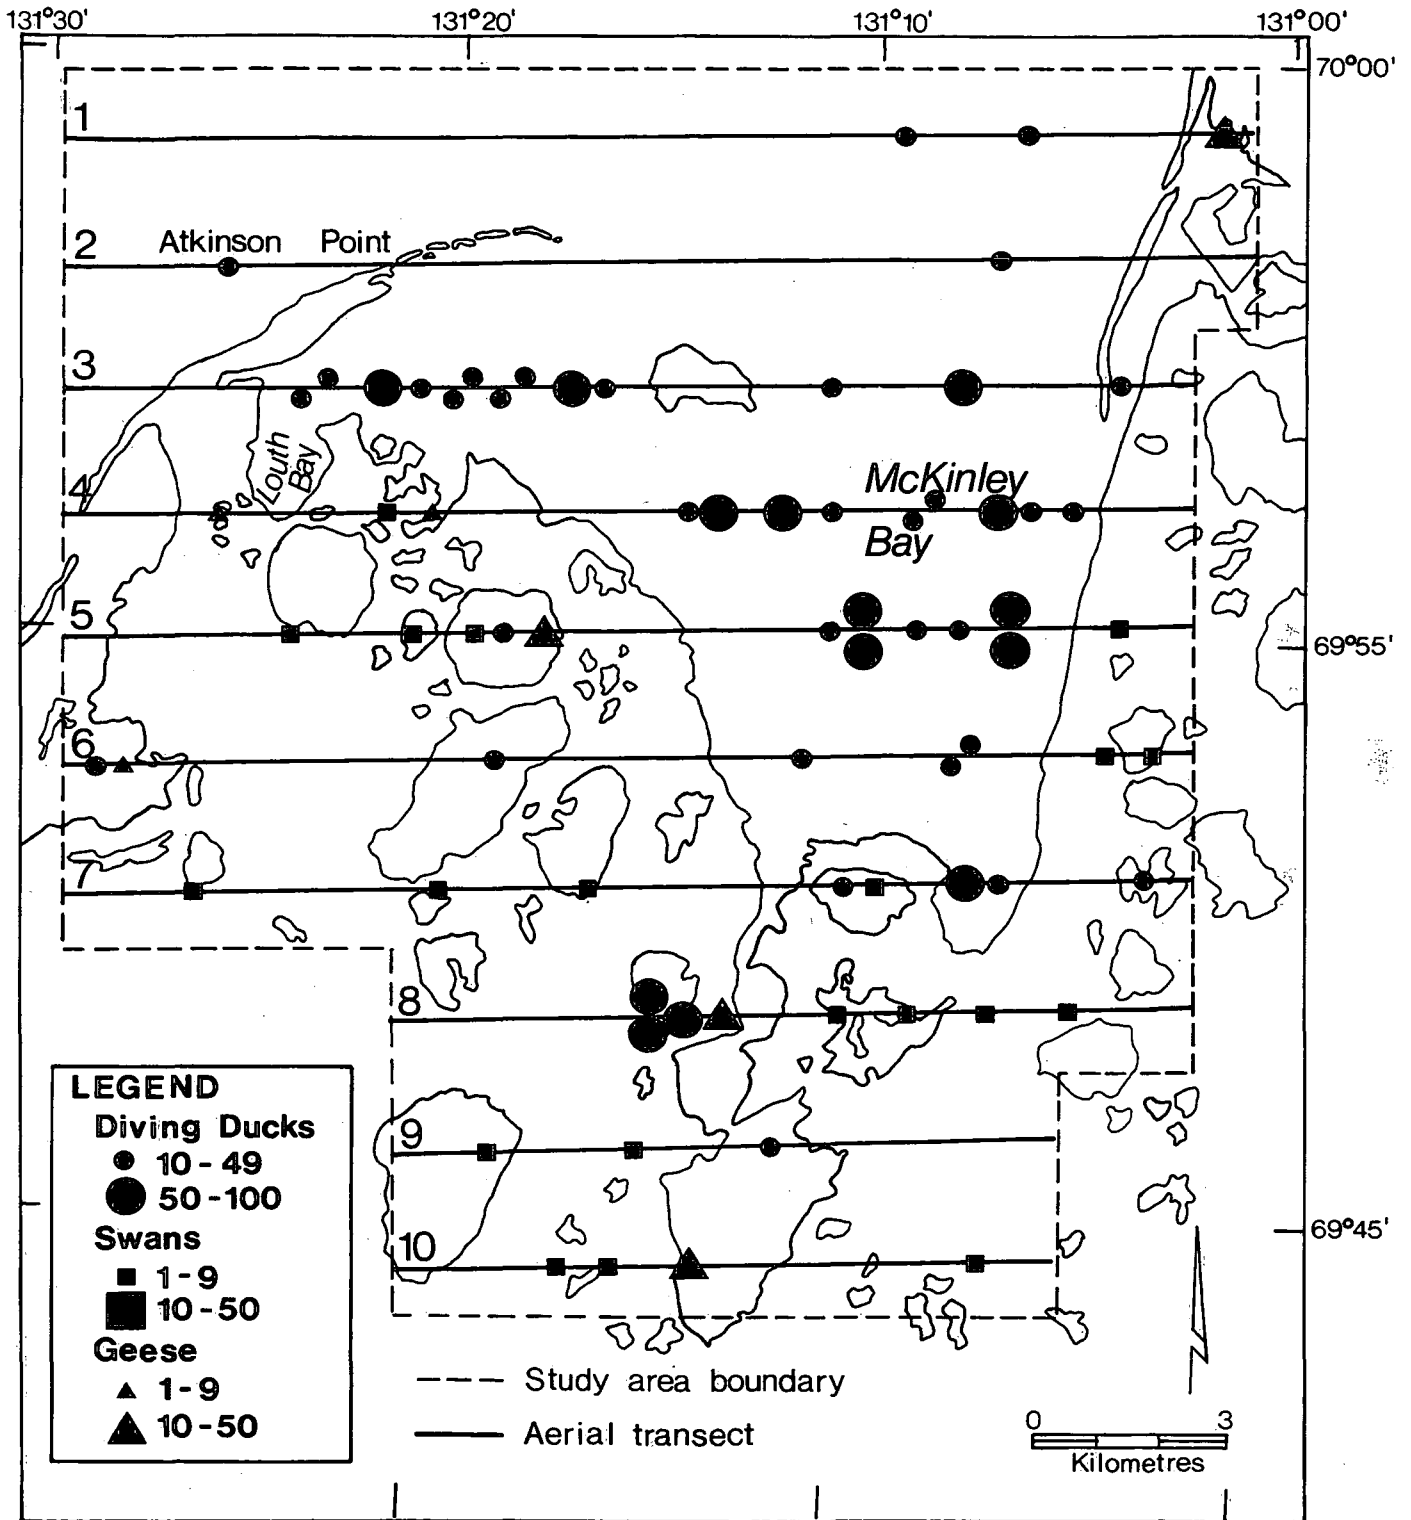 131°30' 131°20' 131°10' 131°00'
70°00'
1
2 Atkinson Point
3
Louth
Bay
4
McKinley
Bay
5
69°55'
6
7
8
9
10
69°45'
LEGEND
Diving Ducks
10-49
50-100
Swans
1-9
10-50
Geese
1-9
10-50
Study area boundary
Aerial transect
0 3
Kilometres